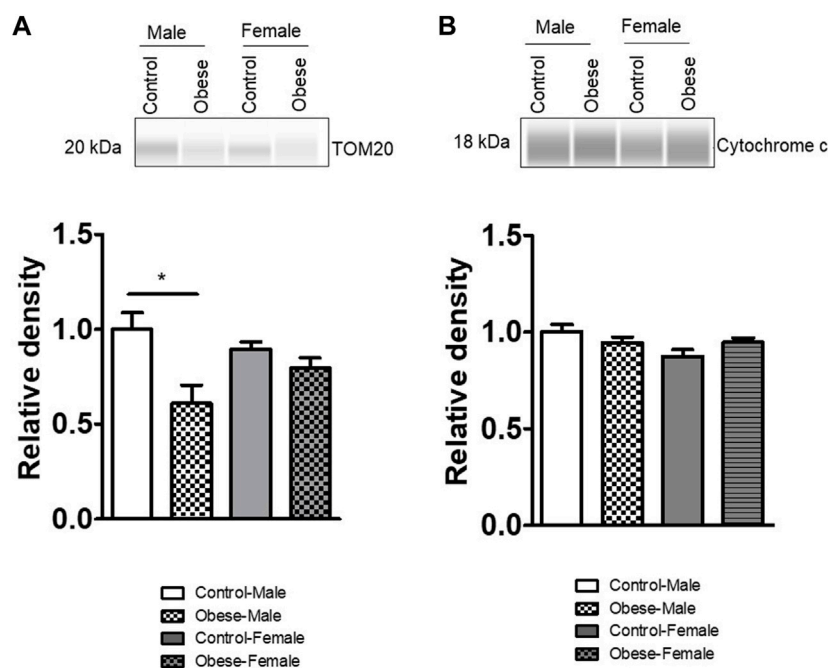 A
Male
Female
Control
Obese
Control
Obese
20 kDa
TOM20
1.5
1.0
0.5
0.0
Relative density
*
Control-Male
Obese-Male
Control-Female
Obese-Female
B
Male
Female
Control
Obese
Control
Obese
18 kDa
Cytochrome c
1.5
1.0
0.5
0.0
Relative density
Control-Male
Obese-Male
Control-Female
Obese-Female